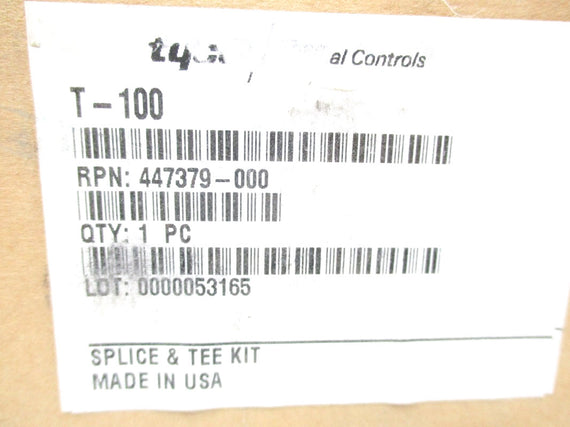 al Controls
T-100
RPN: 447379-000
QTY: 1 PC
LOT: 0000053165
SPLICE & TEE KIT
MADE IN USA